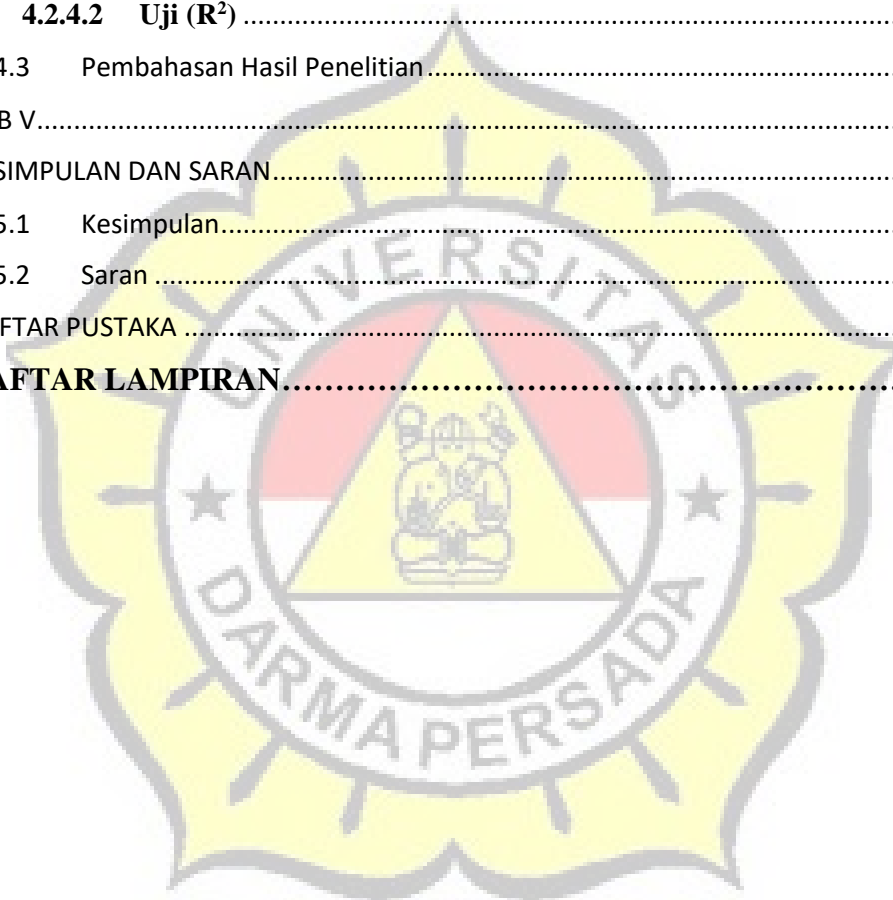 4.2.4.2 Uji (R²) ........................................................
4.3 Pembahasan Hasil Penelitian ........................................................
B V ........................................................
SIMPULAN DAN SARAN ........................................................
5.1 Kesimpulan ........................................................
5.2 Saran ........................................................
FTAR PUSTAKA ........................................................
AFTAR LAMPIRAN ........................................................
UNIVERSITAS
DARMA PERSADA